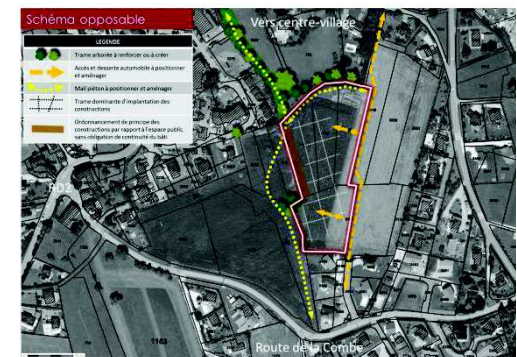 Schéma opposable
Vers centre-village
LEGENDE
Trame arborée à renforcer ou à créer
Accès et desserte automobile à positionner
et aménager
Mail piéton à positionner et aménager
Trame dominante d'implantation des
constructions
Ordonnancement de principe des
constructions par rapport à l'espace public
sans obligation de continuité du bâti
RD2
1163
Route de la Combe